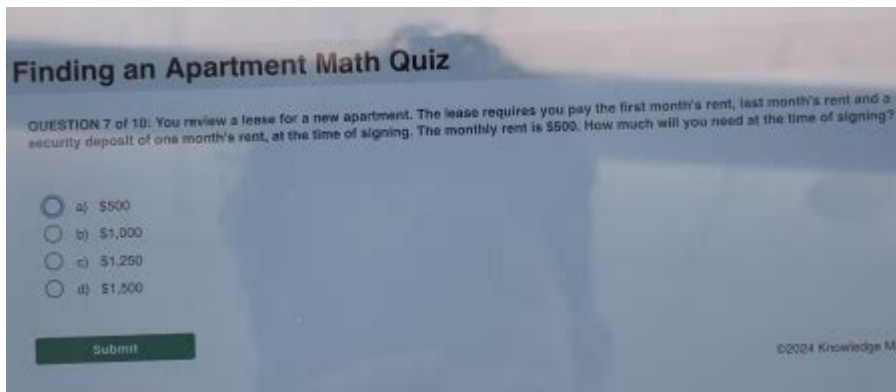 Finding an Apartment Math Quiz
QUESTION 7 of 10: You review a lease for a new apartment. The lease requires you pay the first month's rent, last month's rent and a
security deposit of one month's rent, at the time of signing. The monthly rent is $500. How much will you need at the time of signing?
a) $500
b) $1,000
c) $1,250
d) $1,500
Submit
©2024 Knowledge M